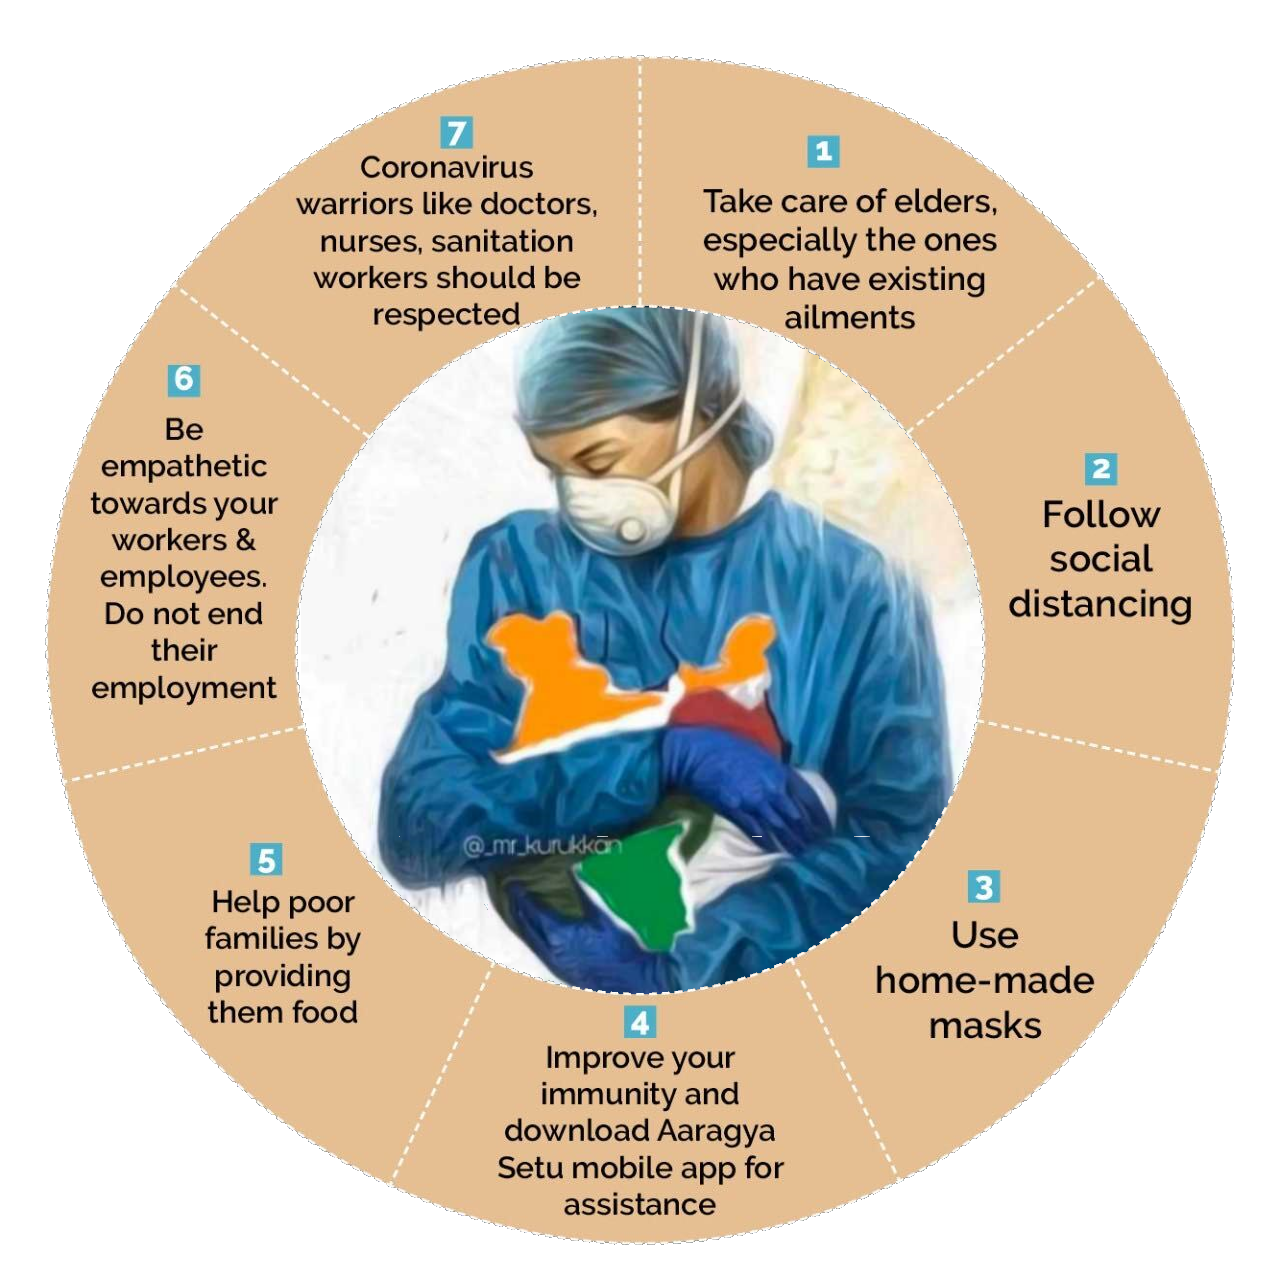 1
Take care of elders,
especially the ones
who have existing
ailments
2
Follow
social
distancing
3
Use
home-made
masks
4
Improve your
immunity and
download Aaragya
Setu mobile app for
assistance
5
Help poor
families by
providing
them food
6
Be
empathetic
towards your
workers &
employees.
Do not end
their
employment
7
Coronavirus
warriors like doctors,
nurses, sanitation
workers should be
respected
@_mr_kurukkan